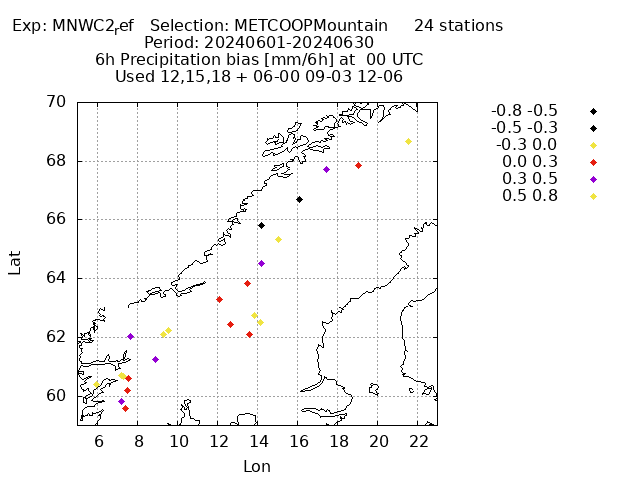 Exp: MNWC2ref   Selection: METCOOPMountain     24 stations
Period: 20240601-20240630
6h Precipitation bias [mm/6h] at  00 UTC
Used 12,15,18 + 06-00 09-03 12-06
-0.8 -0.5
-0.5 -0.3
-0.3 0.0
0.0 0.3
0.3 0.5
0.5 0.8
70
68
66
64
62
60
Lat
6 8 10 12 14 16 18 20 22
Lon